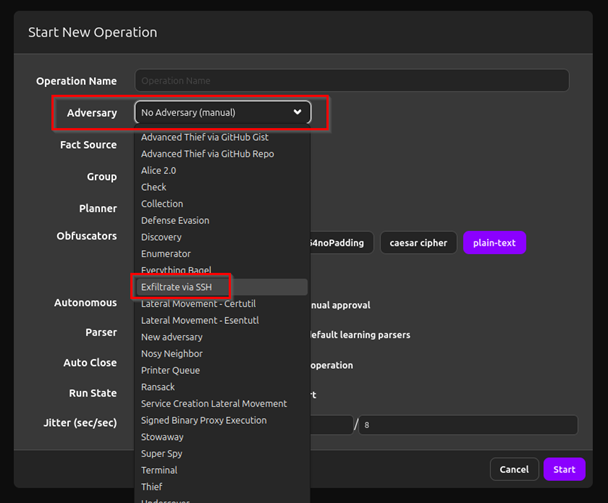 Start New Operation
Operation Name
Operation Name
Adversary
No Adversary (manual)
Fact Source
Advanced Thief via GitHub Gist
Advanced Thief via GitHub Repo
Group
Alice 2.0
Check
Planner
Collection
Defense Evasion
Obfuscators
Discovery
64noPadding
caesar cipher
plain-text
Enumerator
Everything Bagel
Exfiltrate via SSH
Autonomous
Lateral Movement - Certutil
nual approval
Lateral Movement - Esentutl
Parser
New adversary
default learning parsers
Nosy Neighbor
Auto Close
Printer Queue
operation
Ransack
Run State
Service Creation Lateral Movement
rt
Signed Binary Proxy Execution
Jitter (sec/sec)
/
8
Stowaway
Super Spy
Terminal
Cancel
Start
Thief
Undercover